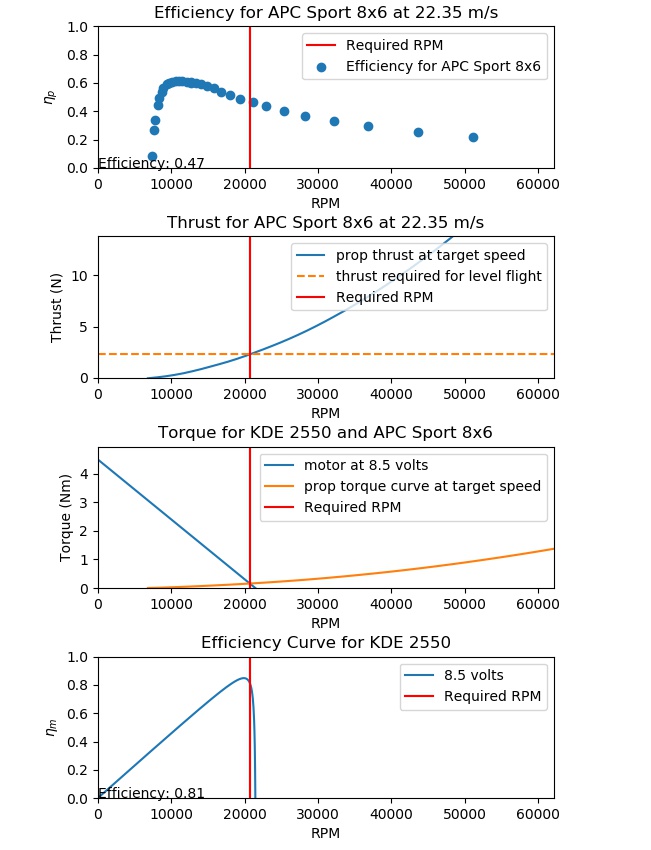 Efficiency for APC Sport 8x6 at 22.35 m/s
1.0
0.8
0.6
0.4
0.2
0.0
ηp
Required RPM
Efficiency for APC Sport 8x6
Efficiency: 0.47
0 10000 20000 30000 40000 50000 60000
RPM
Thrust for APC Sport 8x6 at 22.35 m/s
10
5
0
Thrust (N)
prop thrust at target speed
thrust required for level flight
Required RPM
0 10000 20000 30000 40000 50000 60000
RPM
Torque for KDE 2550 and APC Sport 8x6
4
3
2
1
0
Torque (Nm)
motor at 8.5 volts
prop torque curve at target speed
Required RPM
0 10000 20000 30000 40000 50000 60000
RPM
Efficiency Curve for KDE 2550
1.0
0.8
0.6
0.4
0.2
0.0
ηm
8.5 volts
Required RPM
Efficiency: 0.81
0 10000 20000 30000 40000 50000 60000
RPM